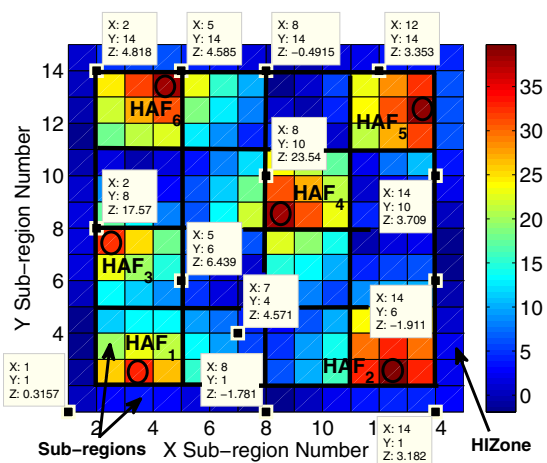 X: 2
Y: 14
Z: 4.818
X: 5
Y: 14
Z: 4.585
X: 8
Y: 14
Z: −0.4915
X: 12
Y: 14
Z: 3.353
14
12
10
8
6
4
Y Sub−region Number
HAF6
HAF5
X: 8
Y: 10
Z: 23.54
HAF4
X: 2
Y: 8
Z: 17.57
X: 14
Y: 10
Z: 3.709
HAF3
X: 5
Y: 6
Z: 6.439
X: 7
Y: 4
Z: 4.571
X: 14
Y: 6
Z: −1.911
HAF1
HAF2
X: 1
Y: 1
Z: 0.3157
X: 8
Y: 1
Z: −1.781
X: 14
Y: 1
Z: 3.182
2
4
10
4
X Sub−region Number
Sub−regions
HIZone
35
30
25
20
15
10
5
0